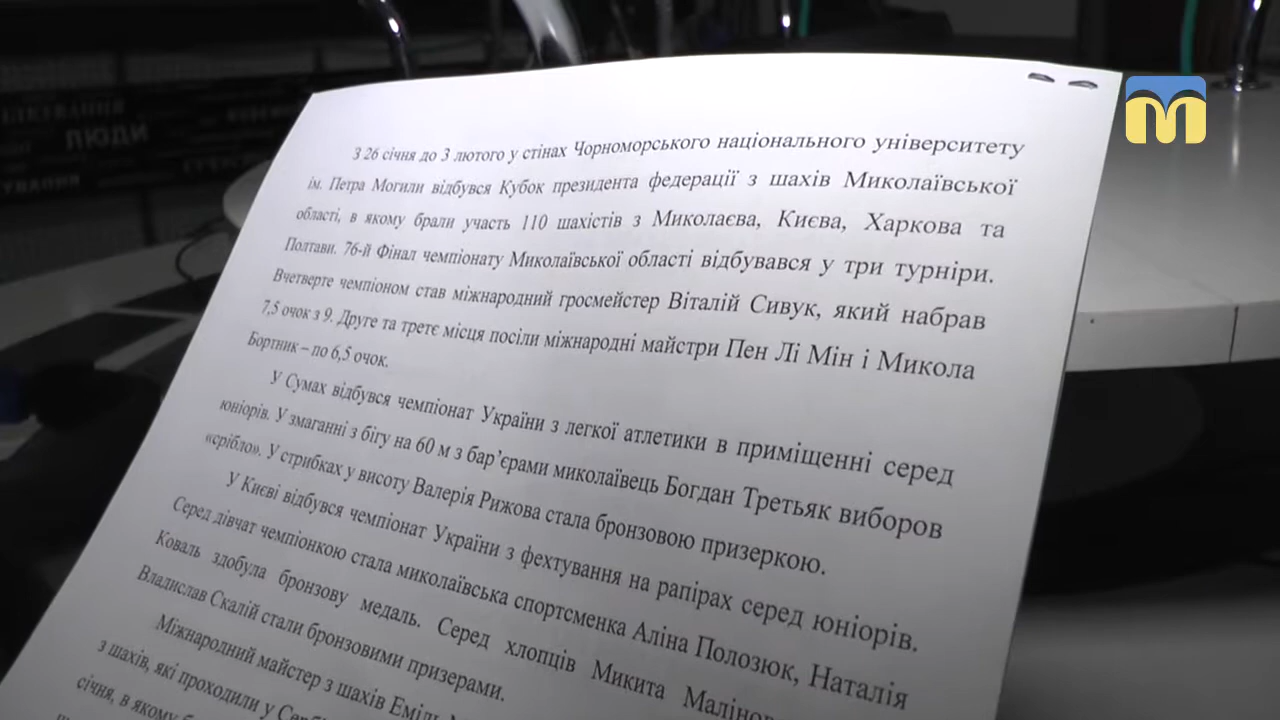 ЛЮДИ
З 26 січня до 3 лютого у стінах Чорноморського національного університету
ім. Петра Могили відбувся Кубок президента федерації з шахів Миколаївської
області, в якому брали участь 110 шахістів з Миколаєва, Києва, Харкова та
Полтави. 76-й Фінал чемпіонату Миколаївської області відбувався у три турніри.
Вчетверте чемпіоном став міжнародний гросмейстер Віталій Сивук, який набрав
7,5 очок з 9. Друге та третє місця посіли міжнародні майстри Пен Лі Мін і Микола
Бортник – по 6,5 очок.
У Сумах відбувся чемпіонат України з легкої атлетики в приміщенні серед
юніорів. У змаганні з бігу на 60 м з бар’єрами миколаївець Богдан Третьяк виборов
«срібло». У стрибках у висоту Валерія Рижова стала бронзовою призеркою.
У Києві відбувся чемпіонат України з фехтування на рапірах серед юніорів.
Серед дівчат чемпіонкою стала миколаївська спортсменка Аліна Полозюк, Наталія
Коваль здобула бронзову медаль. Серед хлопців Микита
Владислав Скалій стали бронзовими призерами.
Міжнародний майстер з шахів Еміль
з шахів, які проходили у
січня, в якому